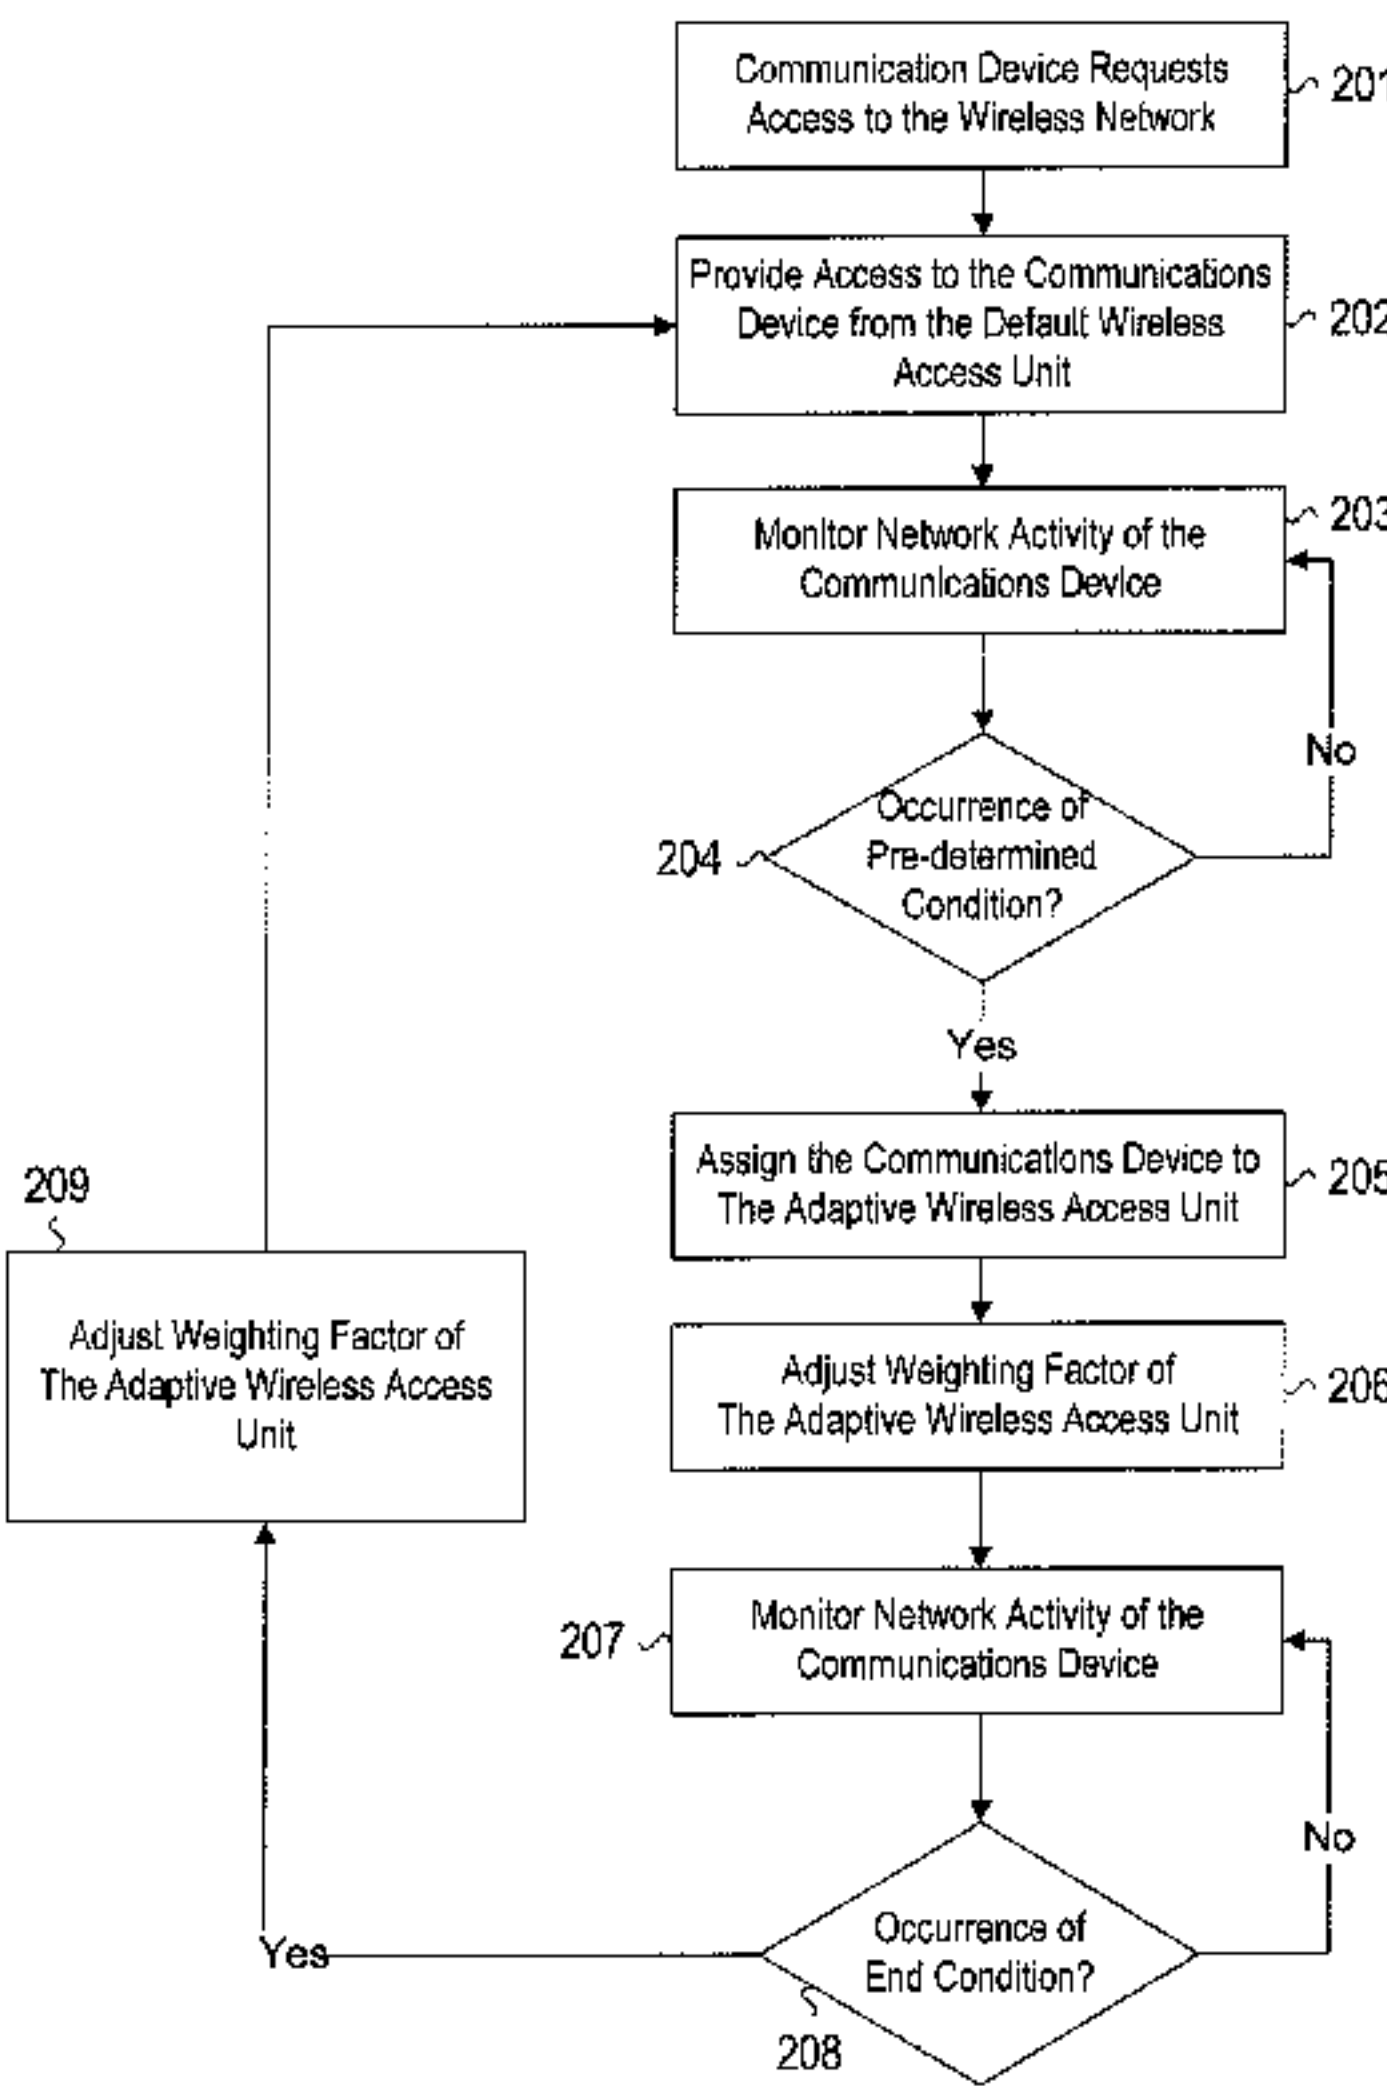 Communication Device Requests
Access to the Wireless Network
201
Provide Access to the Communications
Device from the Default Wireless
Access Unit
202
Monitor Network Activity of the
Communications Device
203
No
Occurrence of
Pre-determined
Condition?
204
Yes
Assign the Communications Device to
The Adaptive Wireless Access Unit
205
209
Adjust Weighting Factor of
The Adaptive Wireless Access
Unit
Adjust Weighting Factor of
The Adaptive Wireless Access Unit
206
207
Monitor Network Activity of the
Communications Device
No
Occurrence of
End Condition?
Yes
208